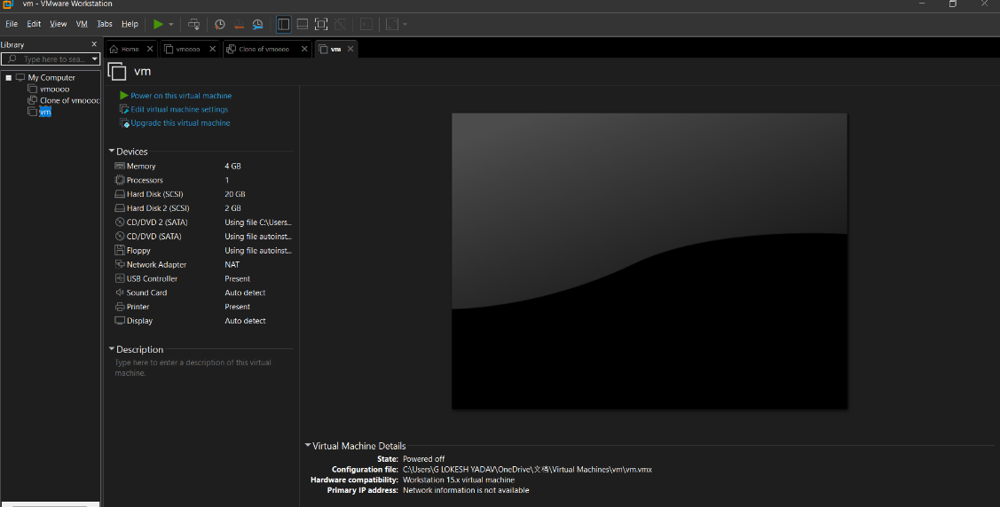 vm - VMware Workstation
File Edit View VM Tabs Help
Library X
Type here to sea...
My Computer
vmoooo
Clone of vmoooo
vm
Home vmoooo Clone of vmoooo vm
vm
Power on this virtual machine
Edit virtual machine settings
Upgrade this virtual machine
Devices
Memory 4 GB
Processors 1
Hard Disk (SCSI) 20 GB
Hard Disk 2 (SCSI) 2 GB
CD/DVD 2 (SATA) Using file C:\Users...
CD/DVD (SATA) Using file autoinst...
Floppy Using file autoinst...
Network Adapter NAT
USB Controller Present
Sound Card Auto detect
Printer Present
Display Auto detect
Description
Type here to enter a description of this virtual
machine.
Virtual Machine Details
State: Powered off
Configuration file: C:\Users\G LOKESH YADAV\OneDrive\文档\Virtual Machines\vm\vm.vmx
Hardware compatibility: Workstation 15.x virtual machine
Primary IP address: Network information is not available